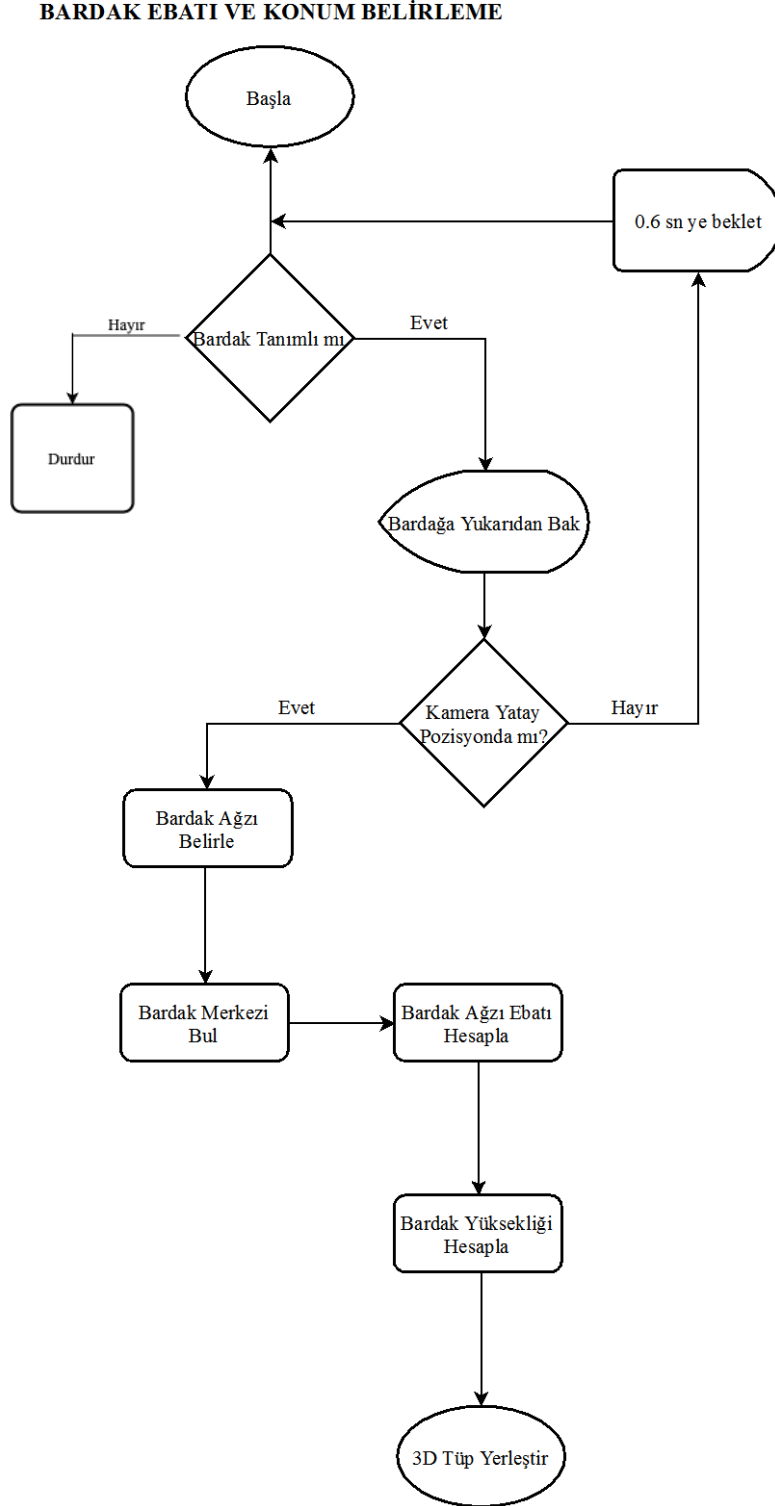 BARDAK EBATI VE KONUM BELİRLEME
Başla
0.6 sn ye beklet
Hayır
Bardak Tanımlı mı
Evet
Durdur
Bardağa Yukarıdan Bak
Evet
Kamera Yatay
Pozisyonda mı?
Hayır
Bardak Ağzı
Belirle
Bardak Merkezi
Bul
Bardak Ağzı Ebatı
Hesapla
Bardak Yüksekliği
Hesapla
3D Tüp Yerleştir